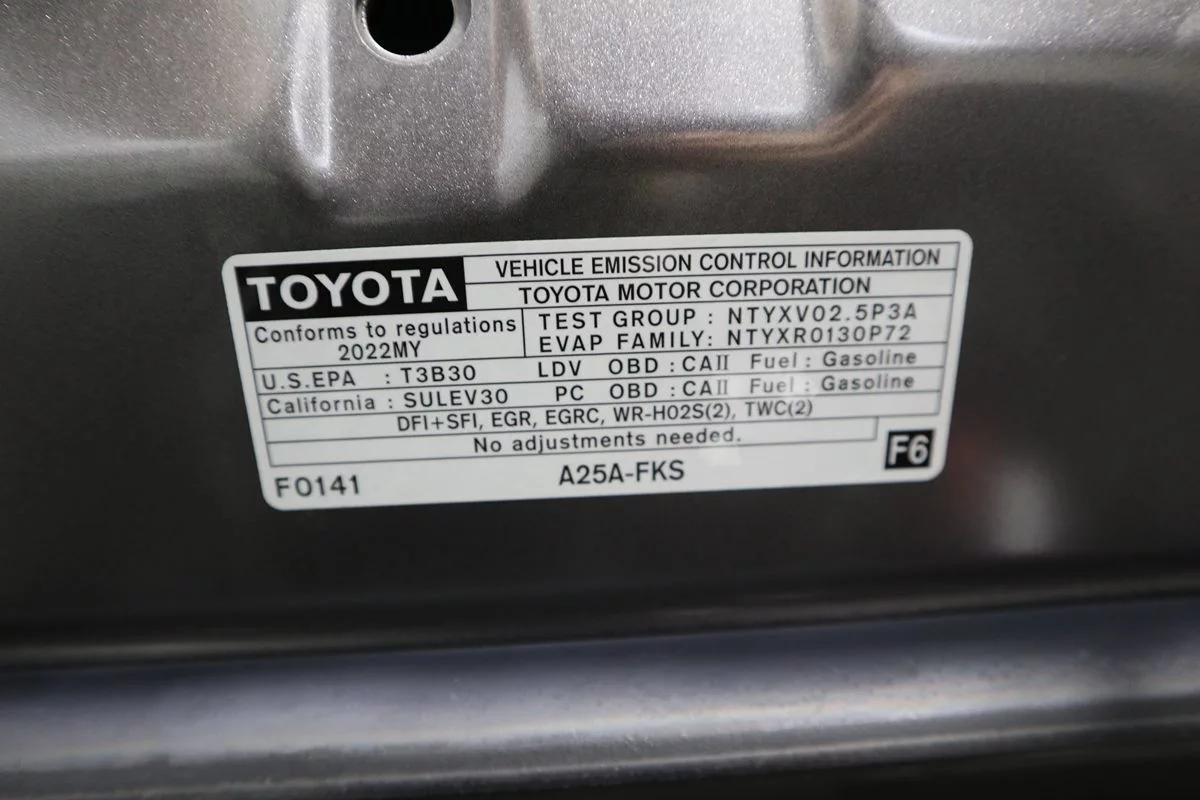 TOYOTA
VEHICLE EMISSION CONTROL INFORMATION
TOYOTA MOTOR CORPORATION
Conforms to regulations
2022MY
TEST GROUP : NTYXV02.5P3A
EVAP FAMILY: NTYXR0130P72
U.S.EPA : T3B30 LDV OBD : CAII Fuel : Gasoline
California : SULEV30 PC OBD : CAII Fuel : Gasoline
DFI+SFI, EGR, EGRC, WR-HO2S(2), TWC(2)
No adjustments needed.
F0141 A25A-FKS F6